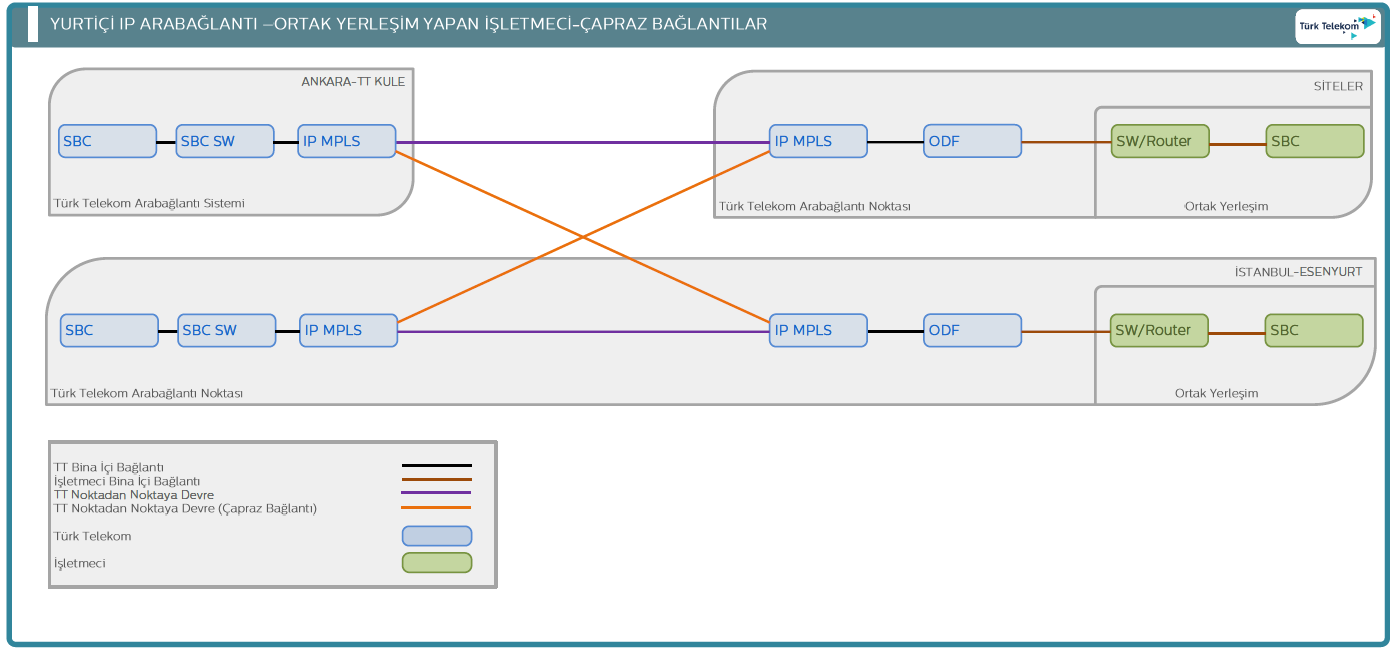 YURTİÇİ IP ARABAĞLANTI –ORTAK YERLEŞİM YAPAN İŞLETMECİ-ÇAPRAZ BAĞLANTILAR
Türk Telekom
ANKARA-TT KULE
SBC
SBC SW
IP MPLS
Türk Telekom Arabağlantı Sistemi
SİTELER
IP MPLS
ODF
SW/Router
SBC
Türk Telekom Arabağlantı Noktası
Ortak Yerleşim
İSTANBUL-ESENYURT
SBC
SBC SW
IP MPLS
IP MPLS
ODF
SW/Router
SBC
Türk Telekom Arabağlantı Noktası
Ortak Yerleşim
TT Bina İçi Bağlantı
İşletmeci Bina İçi Bağlantı
TT Noktadan Noktaya Devre
TT Noktadan Noktaya Devre (Çapraz Bağlantı)
Türk Telekom
İşletmeci